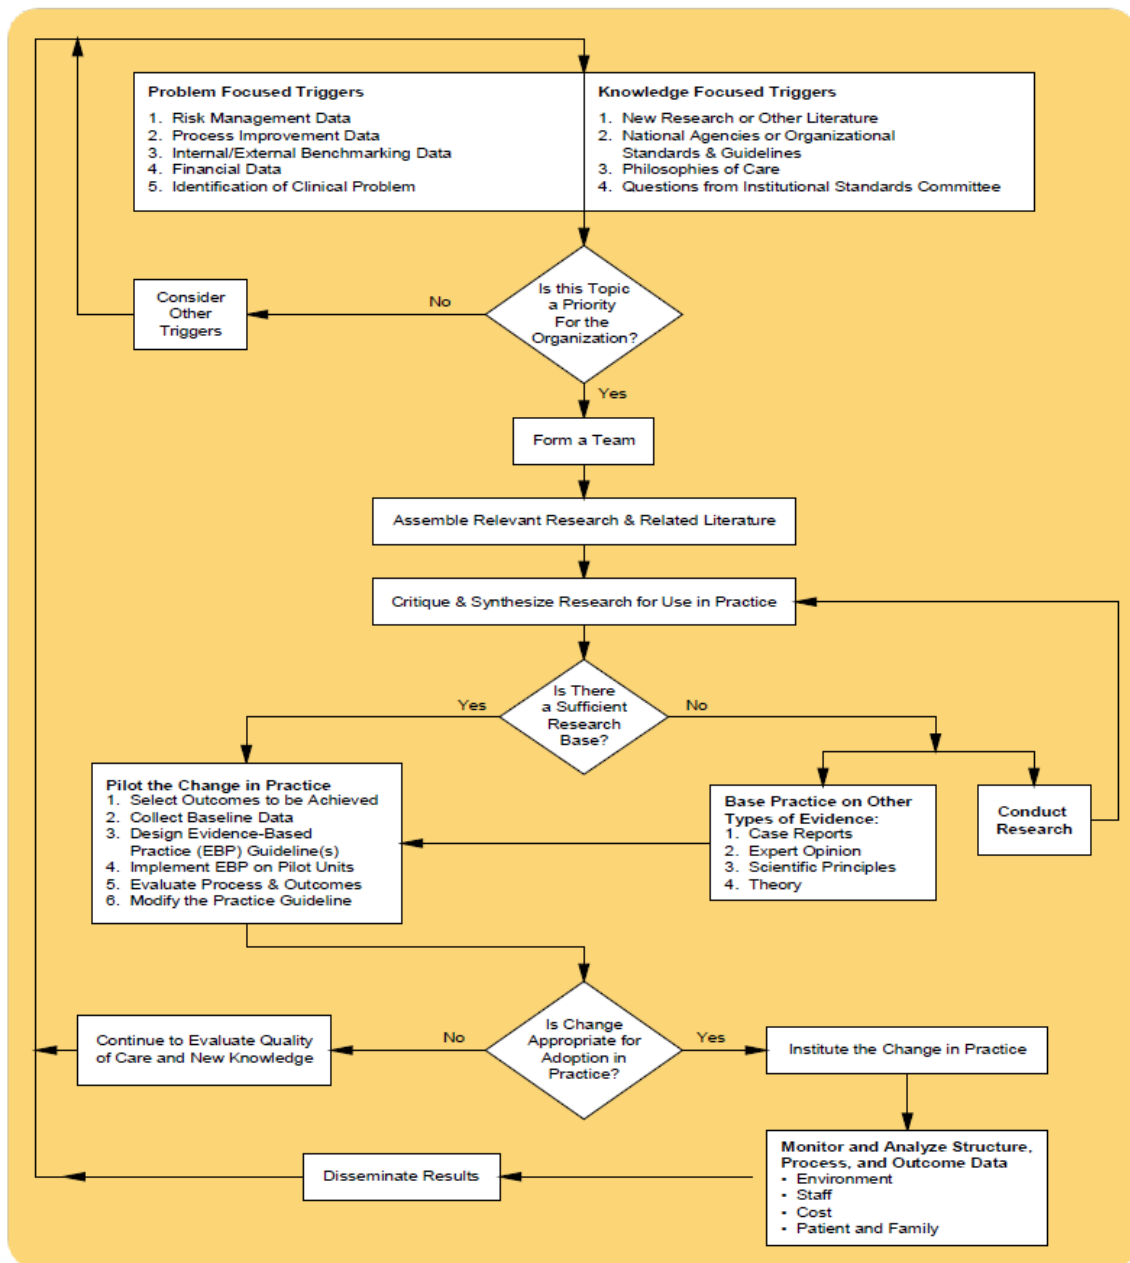 Problem Focused Triggers
1. Risk Management Data
2. Process Improvement Data
3. Internal/External Benchmarking Data
4. Financial Data
5. Identification of Clinical Problem
Knowledge Focused Triggers
1. New Research or Other Literature
2. National Agencies or Organizational
Standards & Guidelines
3. Philosophies of Care
4. Questions from Institutional Standards Committee
Consider
Other
Triggers
No
Is this Topic
a Priority
For the
Organization?
Yes
Form a Team
Assemble Relevant Research & Related Literature
Critique & Synthesize Research for Use in Practice
Yes
Is There
a Sufficient
Research
Base?
No
Pilot the Change in Practice
1. Select Outcomes to be Achieved
2. Collect Baseline Data
3. Design Evidence-Based
Practice (EBP) Guideline(s)
4. Implement EBP on Pilot Units
5. Evaluate Process & Outcomes
6. Modify the Practice Guideline
Base Practice on Other
Types of Evidence:
1. Case Reports
2. Expert Opinion
3. Scientific Principles
4. Theory
Conduct
Research
Continue to Evaluate Quality
of Care and New Knowledge
No
Is Change
Appropriate for
Adoption in
Practice?
Yes
Institute the Change in Practice
Disseminate Results
Monitor and Analyze Structure,
Process, and Outcome Data
• Environment
• Staff
• Cost
• Patient and Family